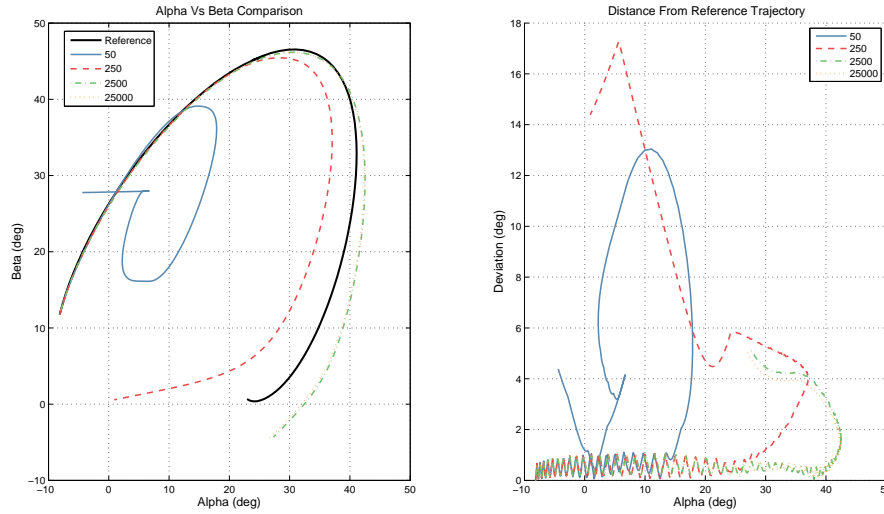 Alpha Vs Beta Comparison
50
40
30
20
10
0
−10
−10 0 10 20 30 40 50
Beta (deg)
Alpha (deg)
Reference
50
250
2500
25000
Distance From Reference Trajectory
18
16
14
12
10
8
6
4
2
0
−10 0 10 20 30 40 50
Deviation (deg)
Alpha (deg)
50
250
2500
25000